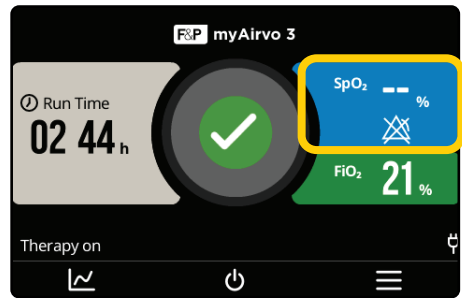 F&P myAirvo 3
Run Time
02 44 h
SpO₂ -- %
FiO₂ 21 %
Therapy on